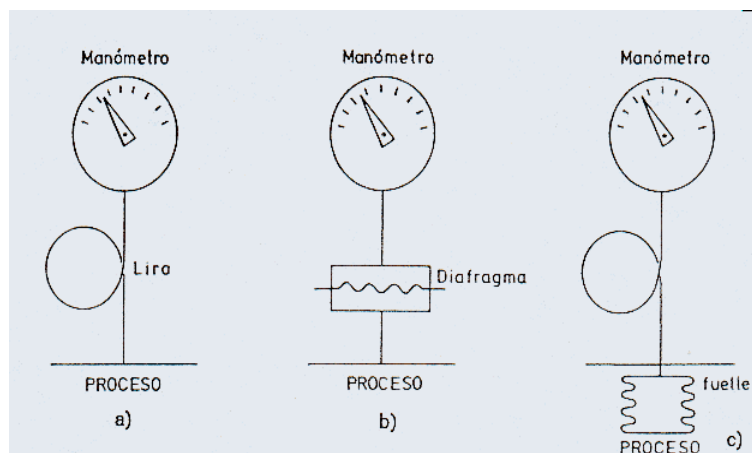 Manómetro
Lira
PROCESO
a)
Manómetro
Diafragma
PROCESO
b)
Manómetro
fuelle
PROCESO
c)